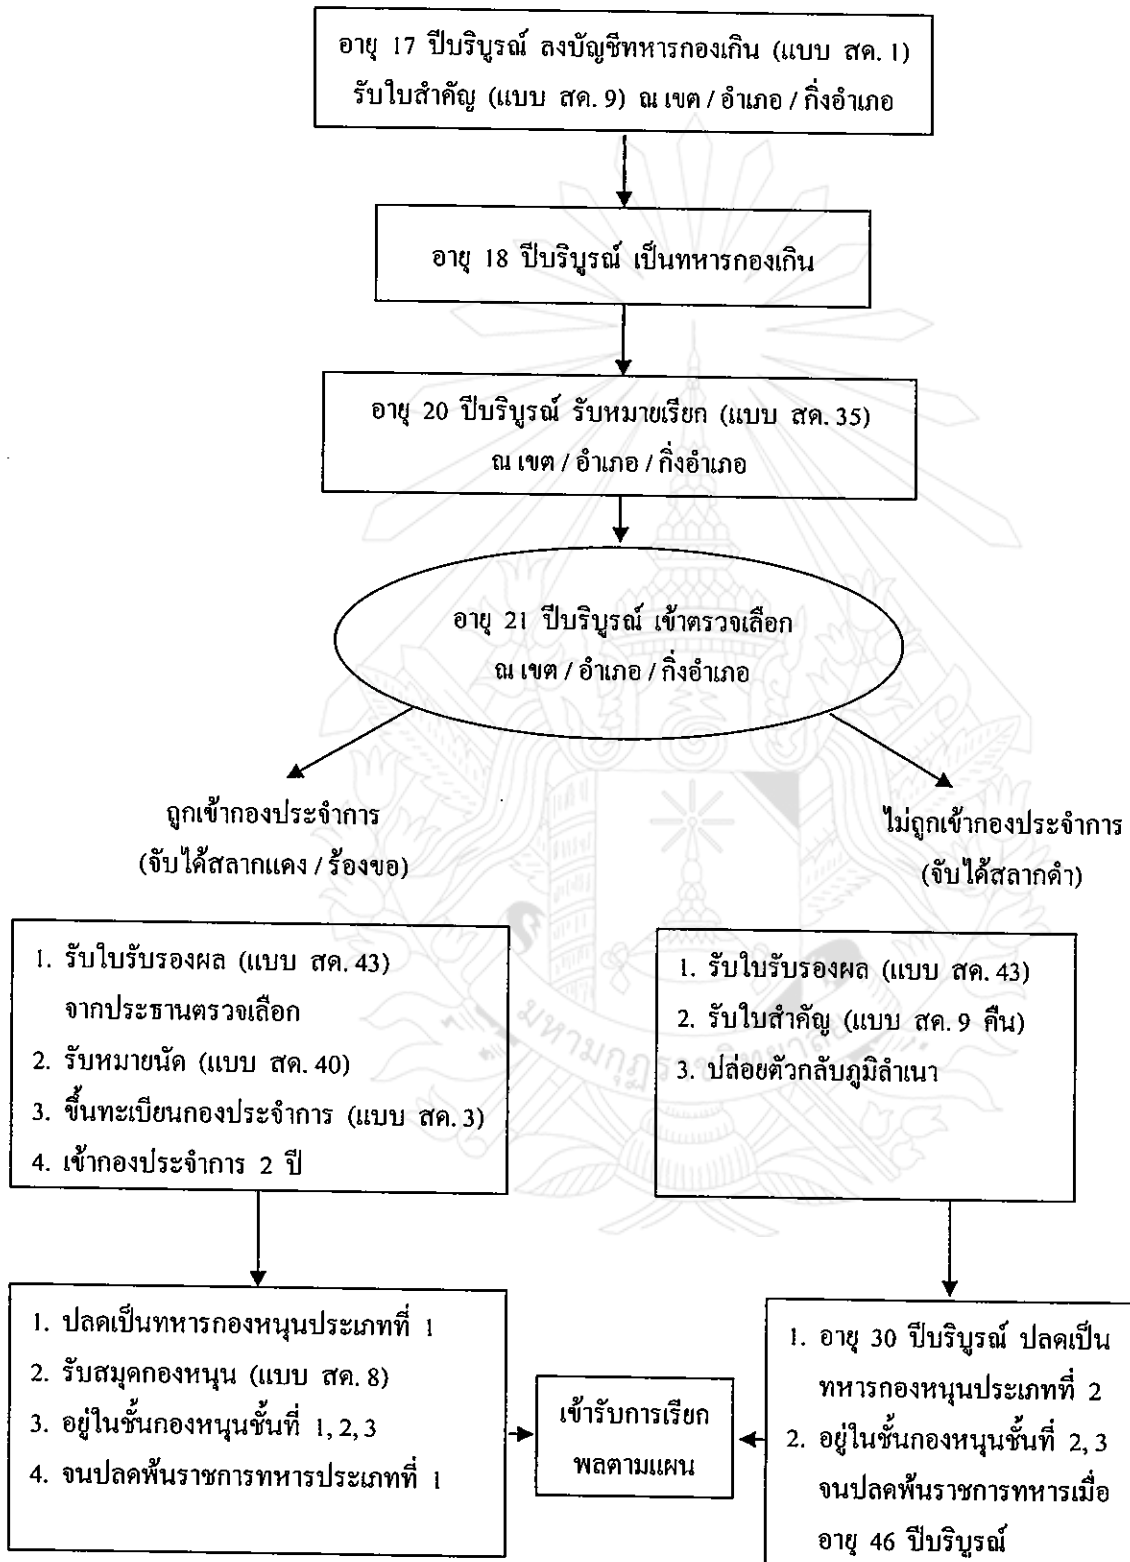 อายุ 17 ปีบริบูรณ์ ลงบัญชีทหารกองเกิน (แบบ สด. 1)
รับใบสำคัญ (แบบ สด. 9) ณ เขต / อำเภอ / กิ่งอำเภอ
อายุ 18 ปีบริบูรณ์ เป็นทหารกองเกิน
อายุ 20 ปีบริบูรณ์ รับหมายเรียก (แบบ สด. 35)
ณ เขต / อำเภอ / กิ่งอำเภอ
อายุ 21 ปีบริบูรณ์ เข้าตรวจเลือก
ณ เขต / อำเภอ / กิ่งอำเภอ
ถูกเข้ากองประจำการ
(จับได้สลากแดง / ร้องขอ)
ไม่ถูกเข้ากองประจำการ
(จับได้สลากดำ)
1. รับใบรับรองผล (แบบ สด. 43)
จากประธานตรวจเลือก
2. รับหมายนัด (แบบ สด. 40)
3. ขึ้นทะเบียนกองประจำการ (แบบ สด. 3)
4. เข้ากองประจำการ 2 ปี
1. รับใบรับรองผล (แบบ สด. 43)
2. รับใบสำคัญ (แบบ สด. 9 คืน)
3. ปล่อยตัวกลับภูมิลำเนา
มหามกุฏราชวิทยาลัย
1. ปลดเป็นทหารกองหนุนประเภทที่ 1
2. รับสมุดกองหนุน (แบบ สด. 8)
3. อยู่ในชั้นกองหนุนชั้นที่ 1, 2, 3
4. จนปลดพ้นราชการทหารประเภทที่ 1
เข้ารับการเรียก
พลตามแผน
1. อายุ 30 ปีบริบูรณ์ ปลดเป็น
ทหารกองหนุนประเภทที่ 2
2. อยู่ในชั้นกองหนุนชั้นที่ 2, 3
จนปลดพ้นราชการทหารเมื่อ
อายุ 46 ปีบริบูรณ์